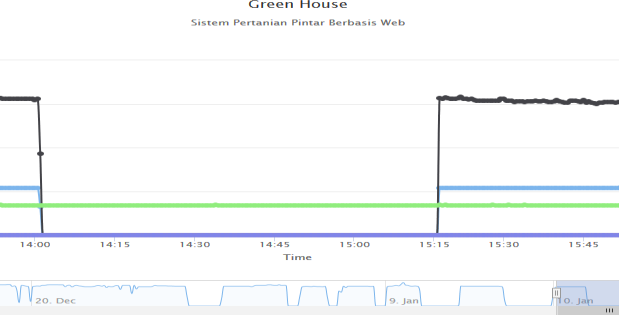 Green House
Sistem Pertanian Pintar Berbasis Web
14:00 14:15 14:30 14:45 15:00 15:15 15:30 15:45
Time
20. Dec 9. Jan 10. Jan